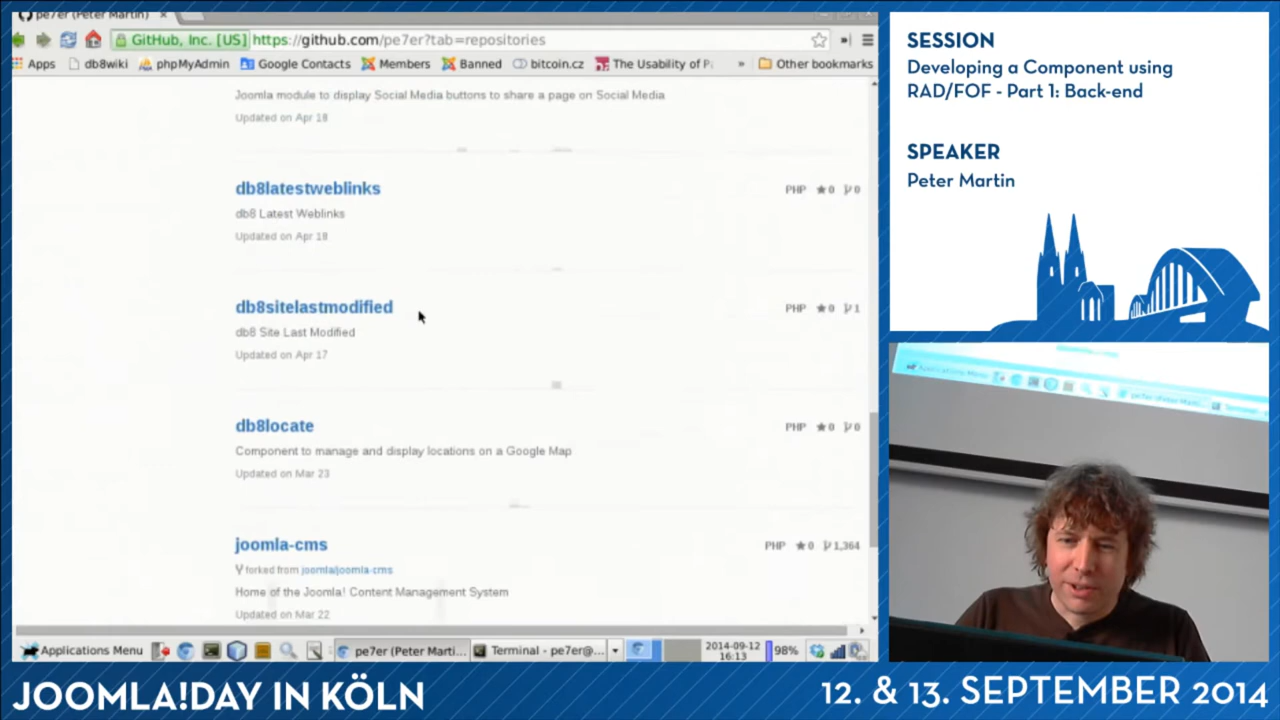 pe7er (Peter Martin)
GitHub, Inc. [US] https://github.com/pe7er?tab=repositories
Apps db8wiki phpMyAdmin Google Contacts Members Banned bitcoin.cz The Usability of P » Other bookmarks
Joomla module to display Social Media buttons to share a page on Social Media
Updated on Apr 18
db8latestweblinks
PHP 0 0
db8 Latest Weblinks
Updated on Apr 18
db8sitelastmodified
PHP 0 1
db8 Site Last Modified
Updated on Apr 17
db8locate
PHP 0 0
Component to manage and display locations on a Google Map
Updated on Mar 23
joomla-cms
PHP 0 1,364
forked from joomla/joomla-cms
Home of the Joomla! Content Management System
Updated on Mar 22
Applications Menu pe7er (Peter Marti... Terminal - pe7er@... 2014-09-12 98%
16:13
SESSION
Developing a Component using
RAD/FOF - Part 1: Back-end
SPEAKER
Peter Martin
Applications Menu
JOOMLA!DAY IN KÖLN
12. & 13. SEPTEMBER 2014